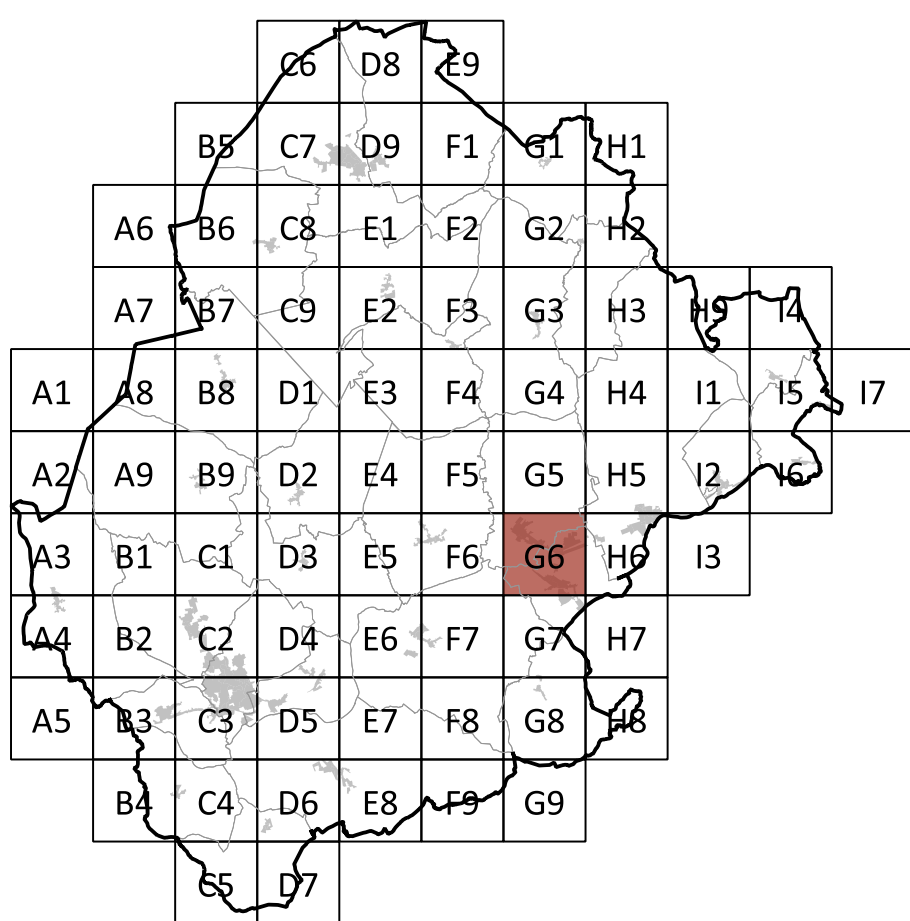 C6 D8 E9
B5 C7 D9 F1 G1 H1
A6 B6 C8 E1 F2 G2 H2
A7 B7 C9 E2 F3 G3 H3 H9 I4
A1 A8 B8 D1 E3 F4 G4 H4 I1 I5 I7
A2 A9 B9 D2 E4 F5 G5 H5 I2 I6
A3 B1 C1 D3 E5 F6 G6 H6 I3
A4 B2 C2 D4 E6 F7 G7 H7
A5 B3 C3 D5 E7 F8 G8 H8
B4 C4 D6 E8 F9 G9
C5 D7